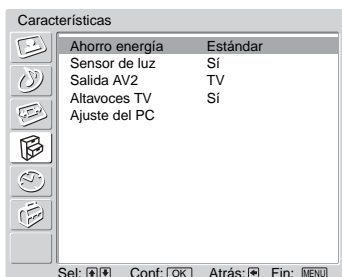 Características
Ahorro energía Estándar
Sensor de luz Sí
Salida AV2 TV
Altavoces TV Sí
Ajuste del PC
Sel: Conf: OK Atrás: Fin: MENU